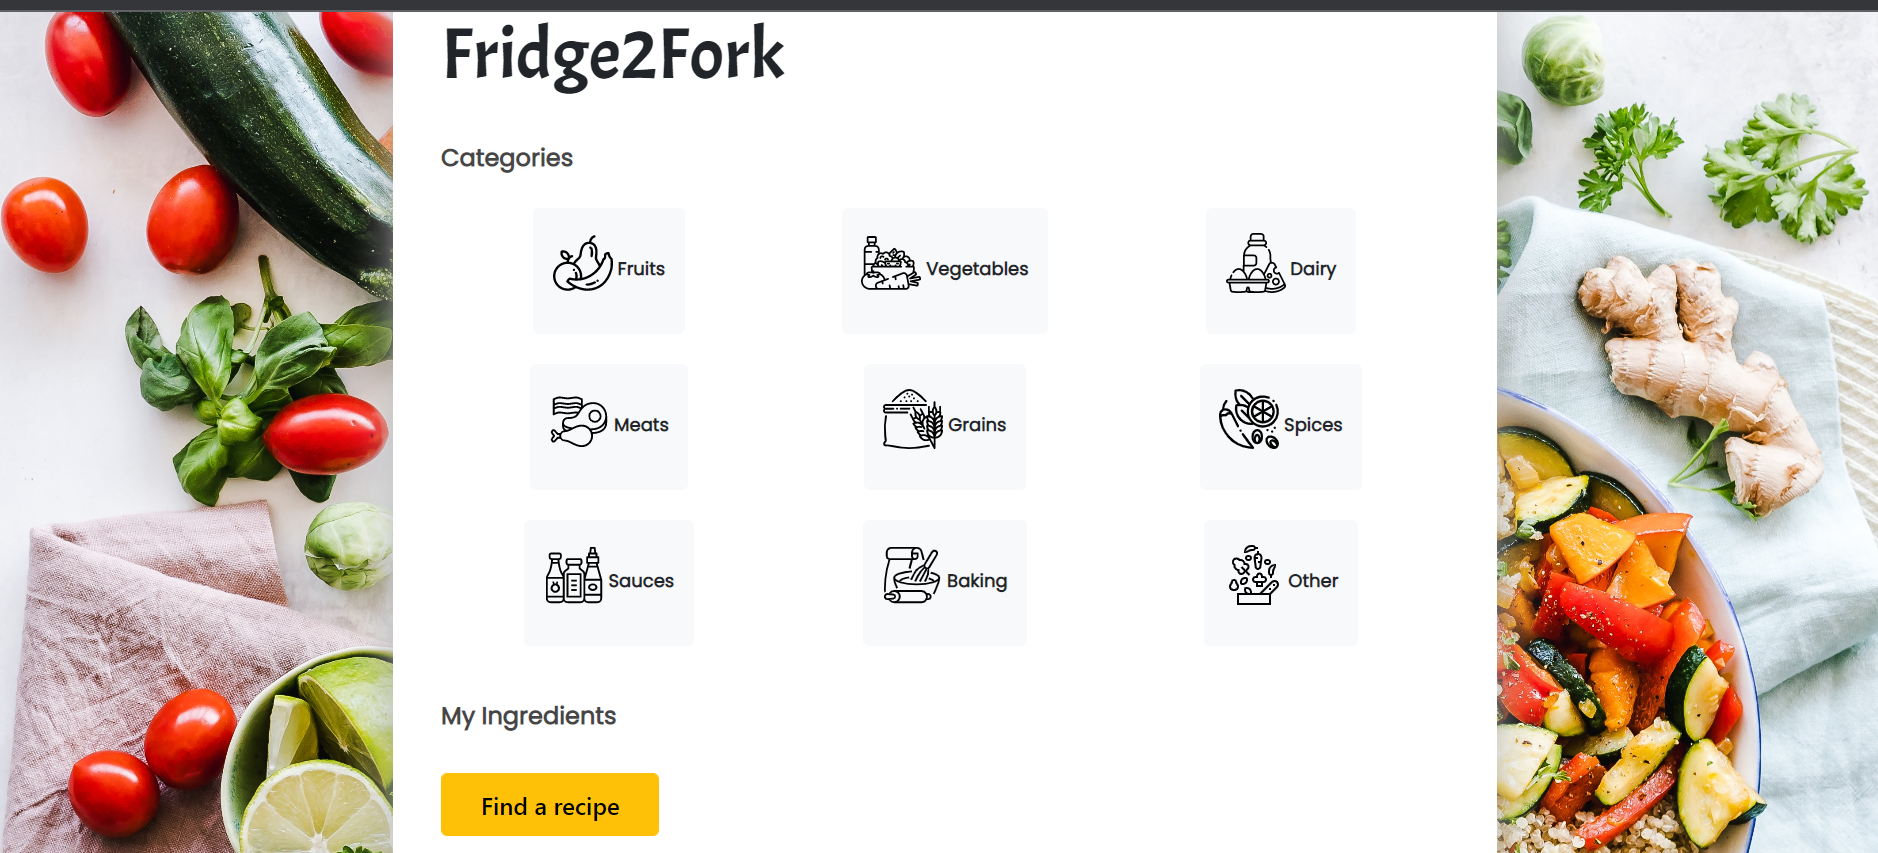 Fridge2Fork
Categories
Fruits
Vegetables
Dairy
Meats
Grains
Spices
Sauces
Baking
Other
My Ingredients
Find a recipe